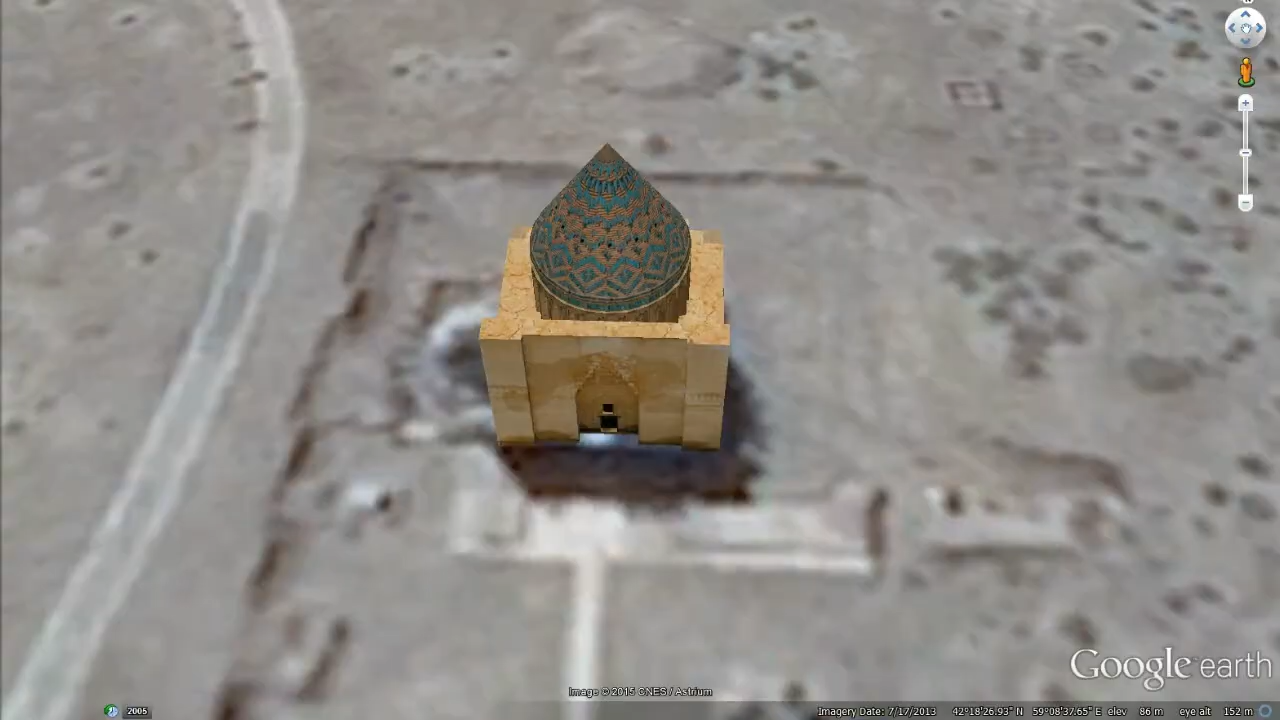 N
Image © 2015 CNES / Astrium
Google earth
2005
Imagery Date: 7/17/2013 42°18'26.93" N 59°08'37.65" E elev 86 m eye alt 152 m